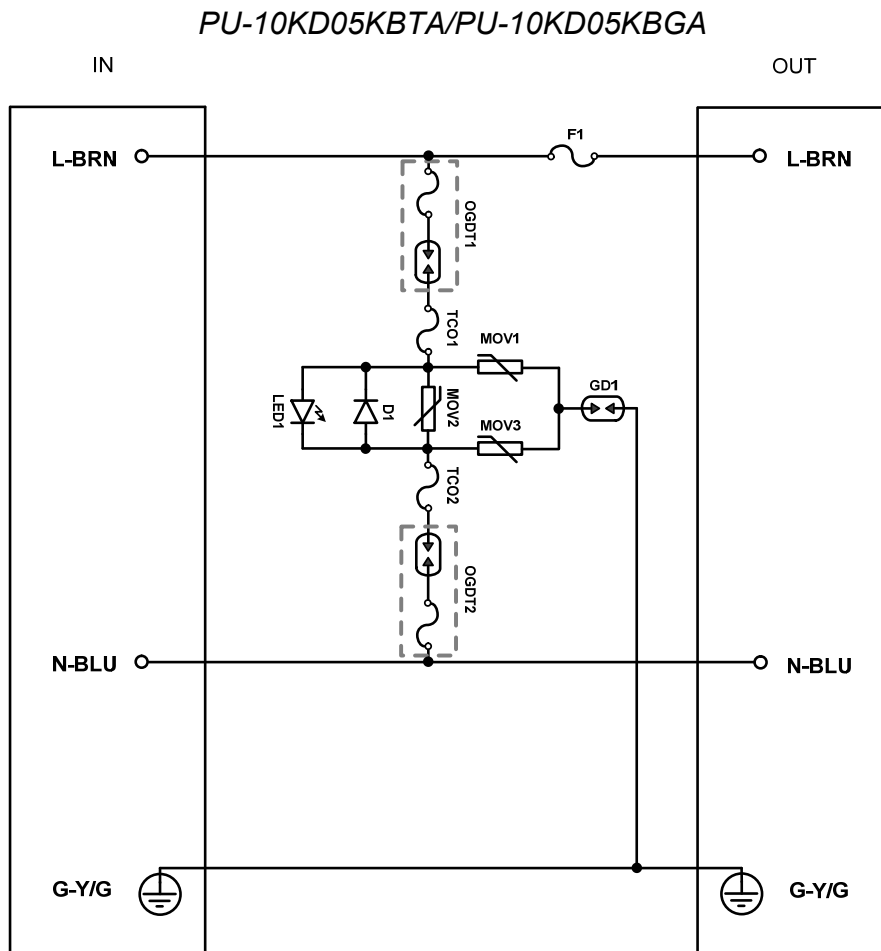 PU-10KD05KBTA/PU-10KD05KBGA
IN
OUT
F1
L-BRN
L-BRN
OGDT1
TCO1
MOV1
GD1
LED1
D1
MOV2
MOV3
TCO2
OGDT2
N-BLU
N-BLU
G-Y/G
G-Y/G